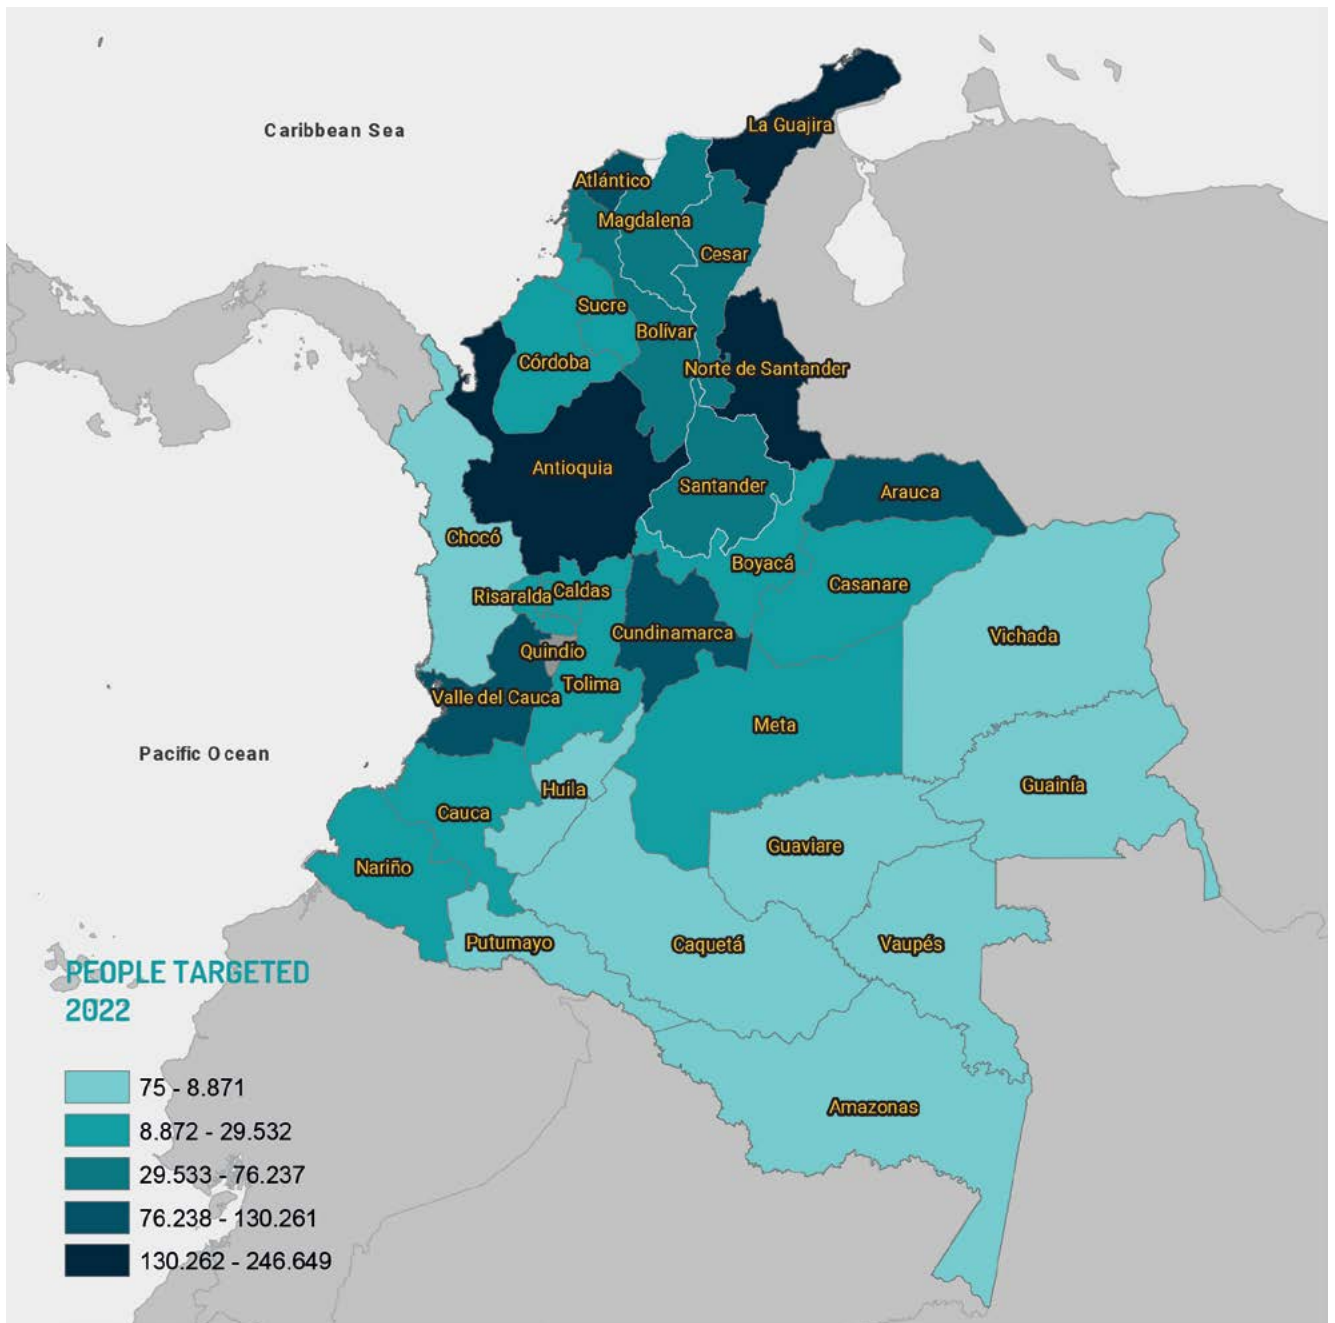 Caribbean Sea
La Guajira
Atlántico
Magdalena
Cesar
Sucre
Bolívar
Córdoba
Norte de Santander
Antioquia
Santander
Arauca
Chocó
Boyacá
Casanare
Risaralda
Caldas
Cundinamarca
Vichada
Quindío
Tolima
Valle del Cauca
Meta
Pacific Ocean
Huila
Guainía
Cauca
Guaviare
Nariño
Putumayo
Caquetá
Vaupés
Amazonas
PEOPLE TARGETED
2022
75 - 8.871
8.872 - 29.532
29.533 - 76.237
76.238 - 130.261
130.262 - 246.649